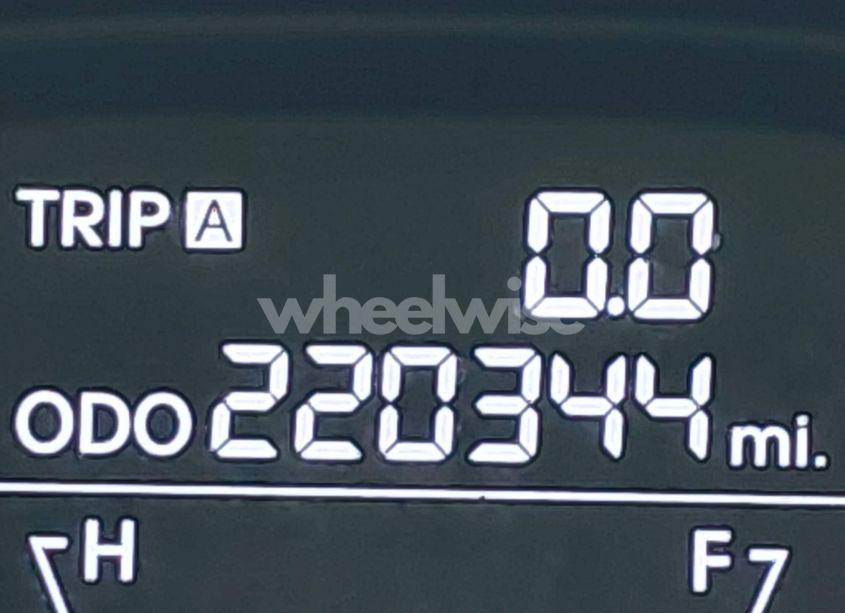 TRIP A 0.0
wheelwise
ODO 220344 mi.
H F